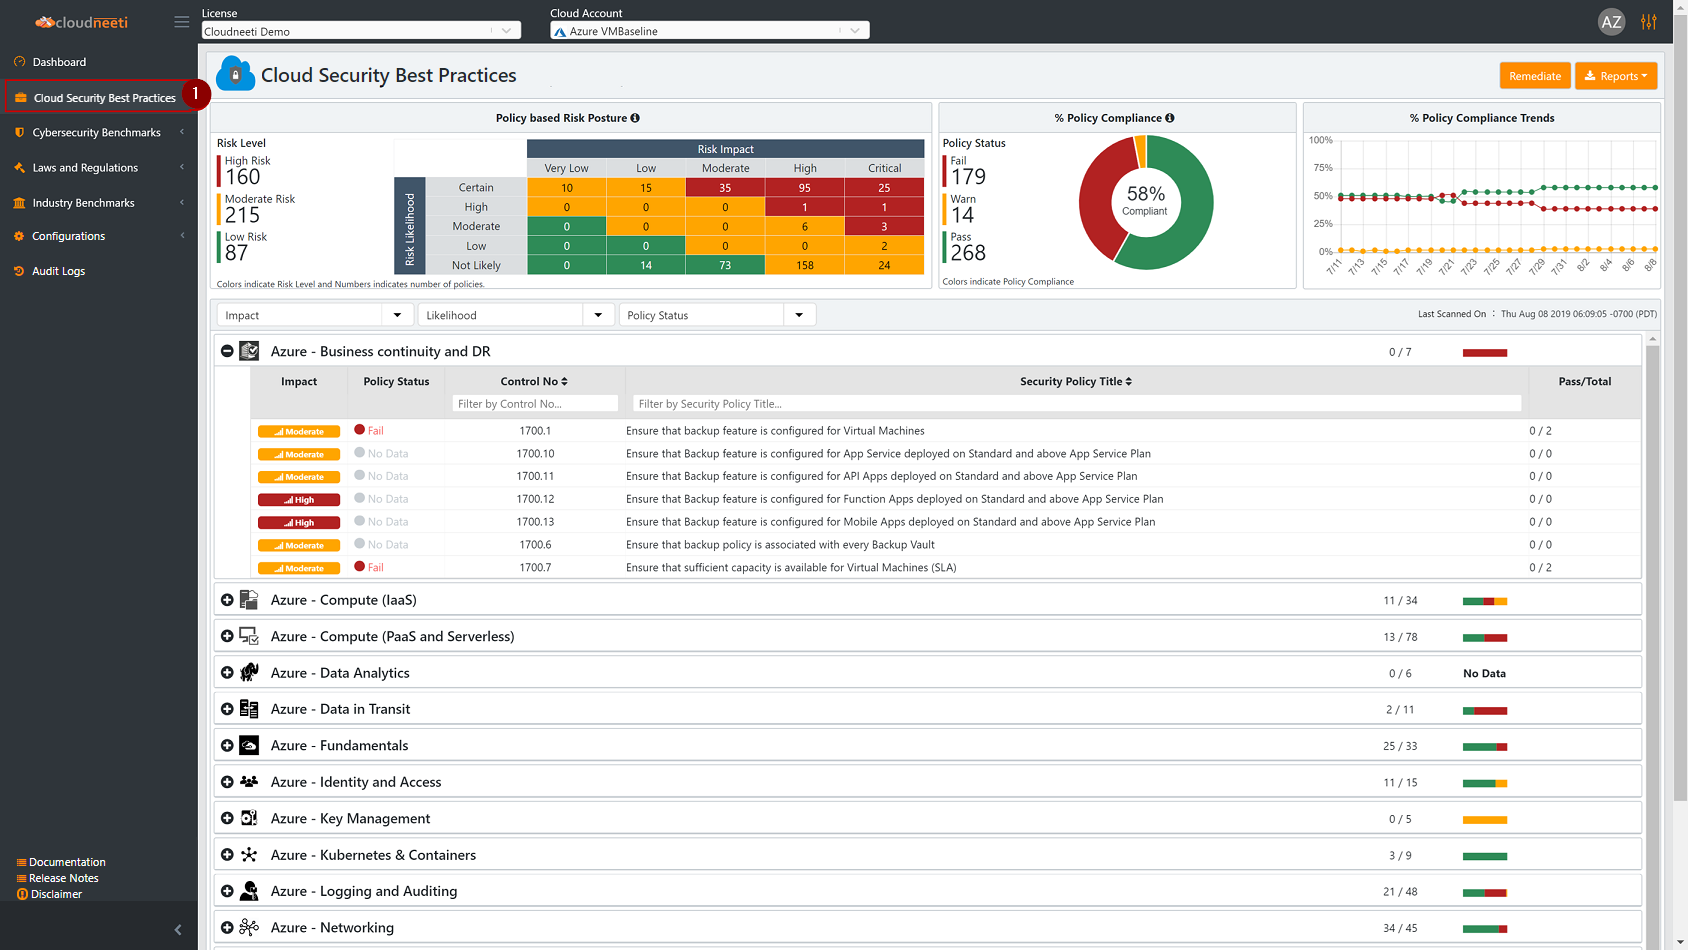 cloudneeti
License
Cloudneeti Demo
Cloud Account
Azure VMBaseline
AZ
Dashboard
Cloud Security Best Practices
1
Cybersecurity Benchmarks
Laws and Regulations
Industry Benchmarks
Configurations
Audit Logs
Documentation
Release Notes
Disclaimer
Cloud Security Best Practices
Remediate
Reports
Policy based Risk Posture
Risk Level
High Risk
160
Moderate Risk
215
Low Risk
87
Risk Impact
Very Low Low Moderate High Critical
Risk Likelihood
Certain 10 15 35 95 25
High 0 0 0 1 1
Moderate 0 0 0 6 3
Low 0 0 0 0 2
Not Likely 0 14 73 158 24
Colors indicate Risk Level and Numbers indicates number of policies.
% Policy Compliance
Policy Status
Fail
179
Warn
14
Pass
268
58%
Compliant
Colors indicate Policy Compliance
% Policy Compliance Trends
100%
75%
50%
25%
0%
7/11 7/13 7/15 7/17 7/19 7/21 7/23 7/25 7/27 7/29 7/31 8/2 8/4 8/6 8/8
Impact Likelihood Policy Status
Last Scanned On : Thu Aug 08 2019 06:09:05 -0700 (PDT)
Azure - Business continuity and DR 0 / 7
Impact Policy Status Control No Security Policy Title Pass/Total
Filter by Control No... Filter by Security Policy Title...
Moderate Fail 1700.1 Ensure that backup feature is configured for Virtual Machines 0 / 2
Moderate No Data 1700.10 Ensure that Backup feature is configured for App Service deployed on Standard and above App Service Plan 0 / 0
Moderate No Data 1700.11 Ensure that Backup feature is configured for API Apps deployed on Standard and above App Service Plan 0 / 0
High No Data 1700.12 Ensure that Backup feature is configured for Function Apps deployed on Standard and above App Service Plan 0 / 0
High No Data 1700.13 Ensure that Backup feature is configured for Mobile Apps deployed on Standard and above App Service Plan 0 / 0
Moderate No Data 1700.6 Ensure that backup policy is associated with every Backup Vault 0 / 0
Moderate Fail 1700.7 Ensure that sufficient capacity is available for Virtual Machines (SLA) 0 / 2
Azure - Compute (IaaS) 11 / 34
Azure - Compute (PaaS and Serverless) 13 / 78
Azure - Data Analytics 0 / 6 No Data
Azure - Data in Transit 2 / 11
Azure - Fundamentals 25 / 33
Azure - Identity and Access 11 / 15
Azure - Key Management 0 / 5
Azure - Kubernetes & Containers 3 / 9
Azure - Logging and Auditing 21 / 48
Azure - Networking 34 / 45